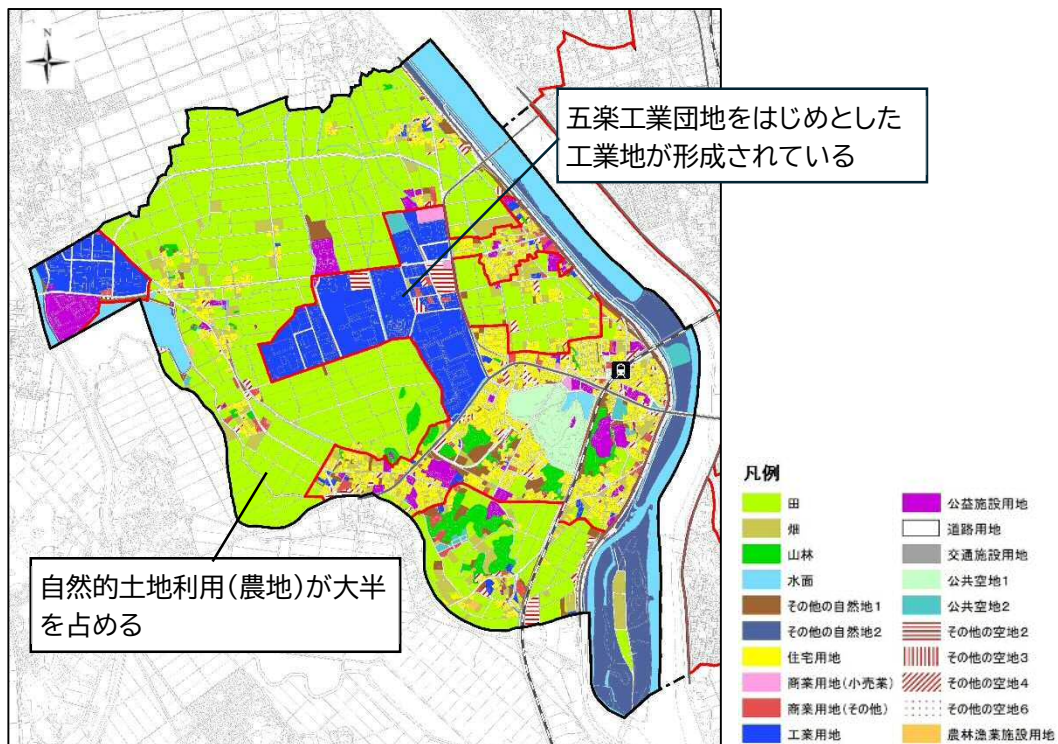 N
五楽工業団地をはじめとした
工業地が形成されている
自然的土地利用(農地)が大半
を占める
凡例
田
畑
山林
水面
その他の自然地1
その他の自然地2
住宅用地
商業用地(小売業)
商業用地(その他)
工業用地
公益施設用地
道路用地
交通施設用地
公共空地1
公共空地2
その他の空地2
その他の空地3
その他の空地4
その他の空地6
農林漁業施設用地